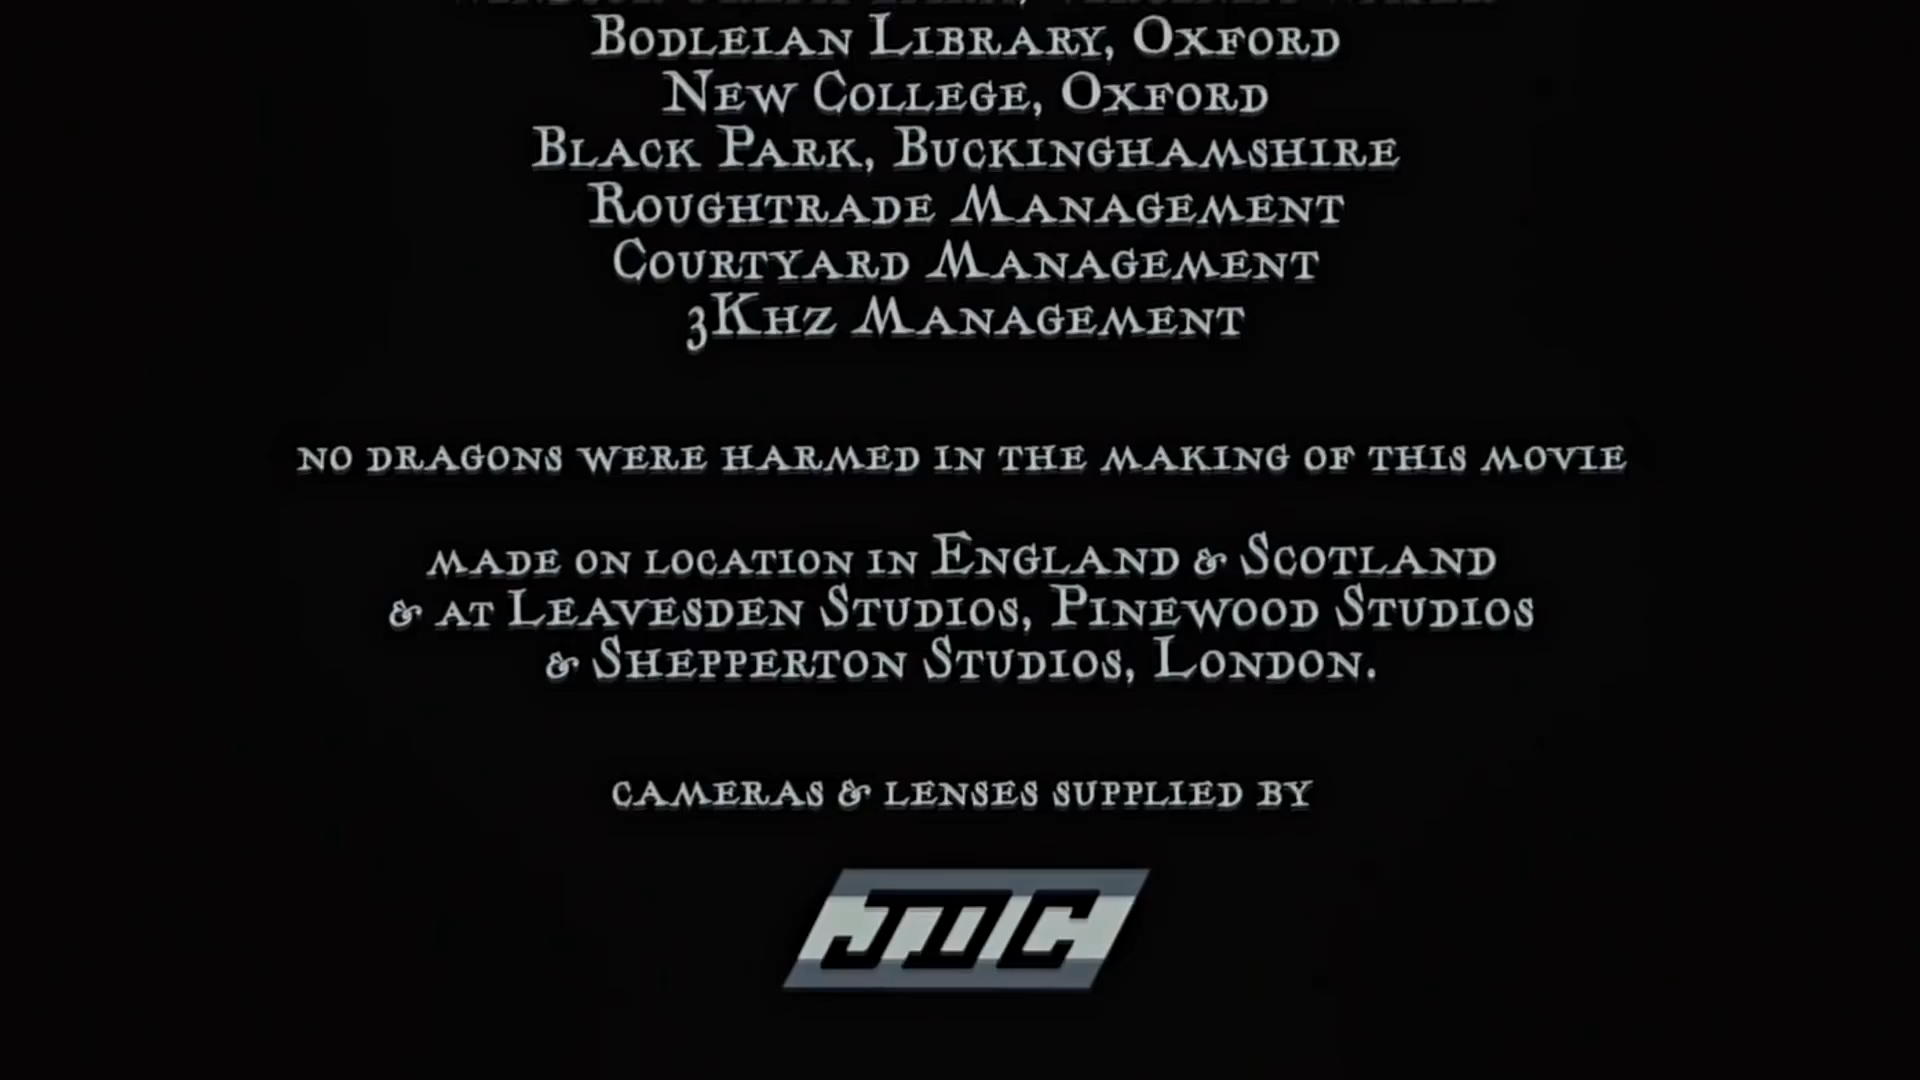 Bodleian Library, Oxford
New College, Oxford
Black Park, Buckinghamshire
Roughtrade Management
Courtyard Management
3Khz Management
no dragons were harmed in the making of this movie
made on location in England & Scotland
& at Leavesden Studios, Pinewood Studios
& Shepperton Studios, London.
cameras & lenses supplied by
JDC